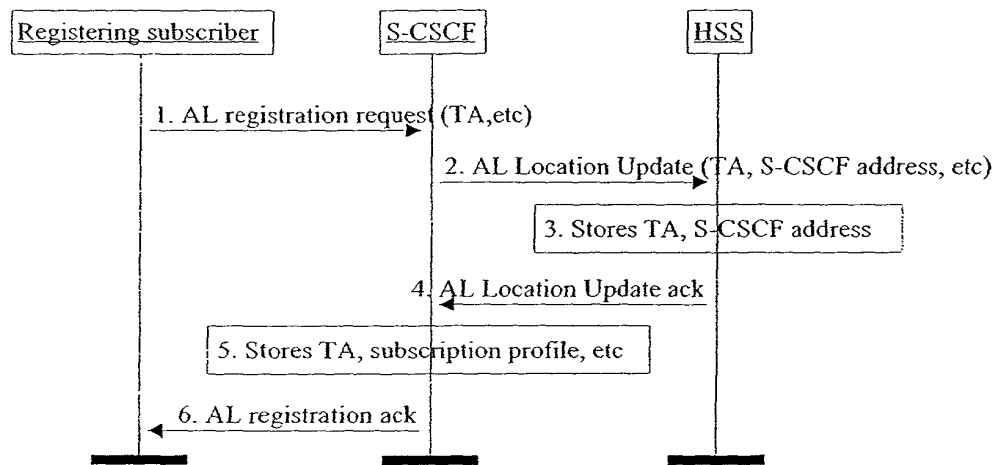 Registering subscriber
S-CSCF
HSS
1. AL registration request (TA,etc)
2. AL Location Update (TA, S-CSCF address, etc)
3. Stores TA, S-CSCF address
4. AL Location Update ack
5. Stores TA, subscription profile, etc
6. AL registration ack